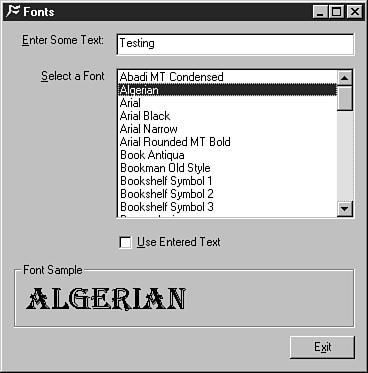 Fonts
Enter Some Text:
Testing
Select a Font
Abadi MT Condensed
Algerian
Arial
Arial Black
Arial Narrow
Arial Rounded MT Bold
Book Antiqua
Bookman Old Style
Bookshelf Symbol 1
Bookshelf Symbol 2
Bookshelf Symbol 3
Use Entered Text
Font Sample
ALGERIAN
Exit